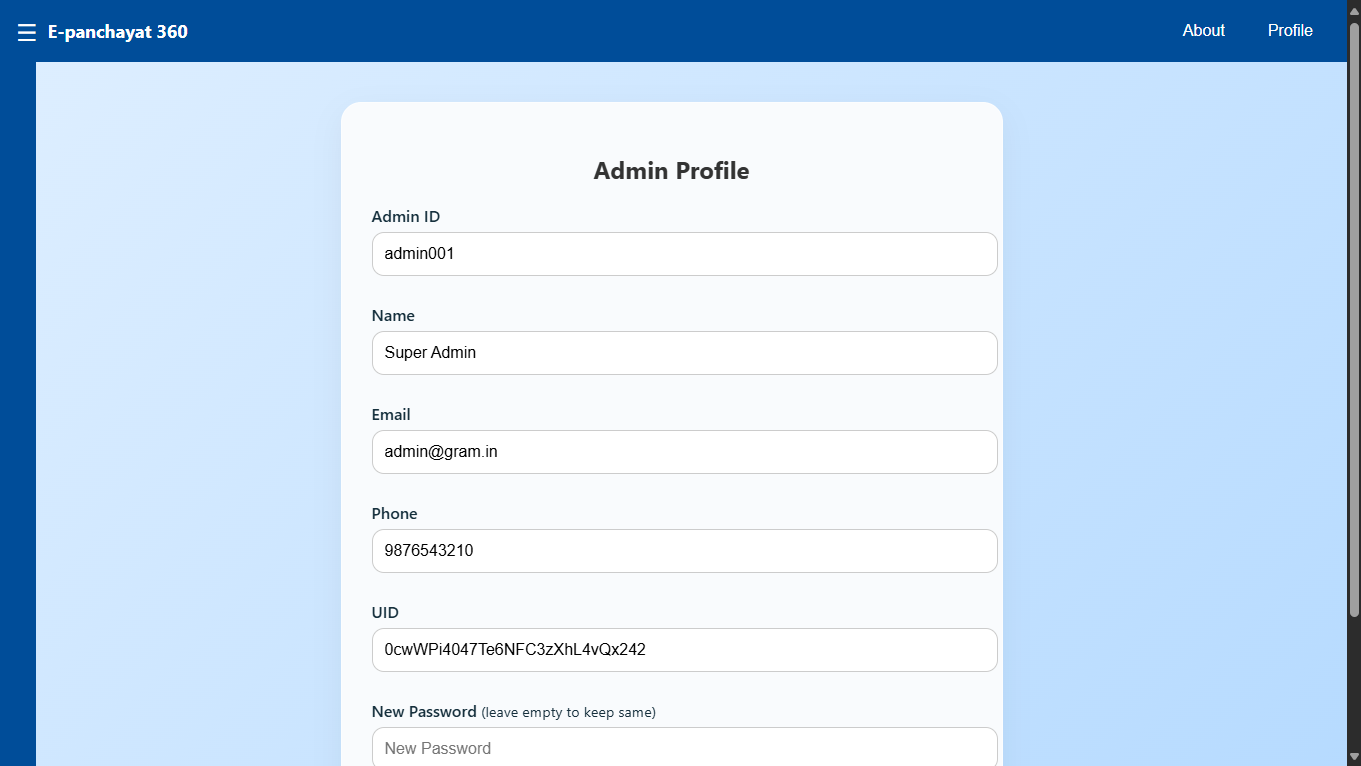 ☰ E-panchayat 360
About
Profile
Admin Profile
Admin ID
admin001
Name
Super Admin
Email
admin@gram.in
Phone
9876543210
UID
0cwWPi4047Te6NFC3zXhL4vQx242
New Password (leave empty to keep same)
New Password